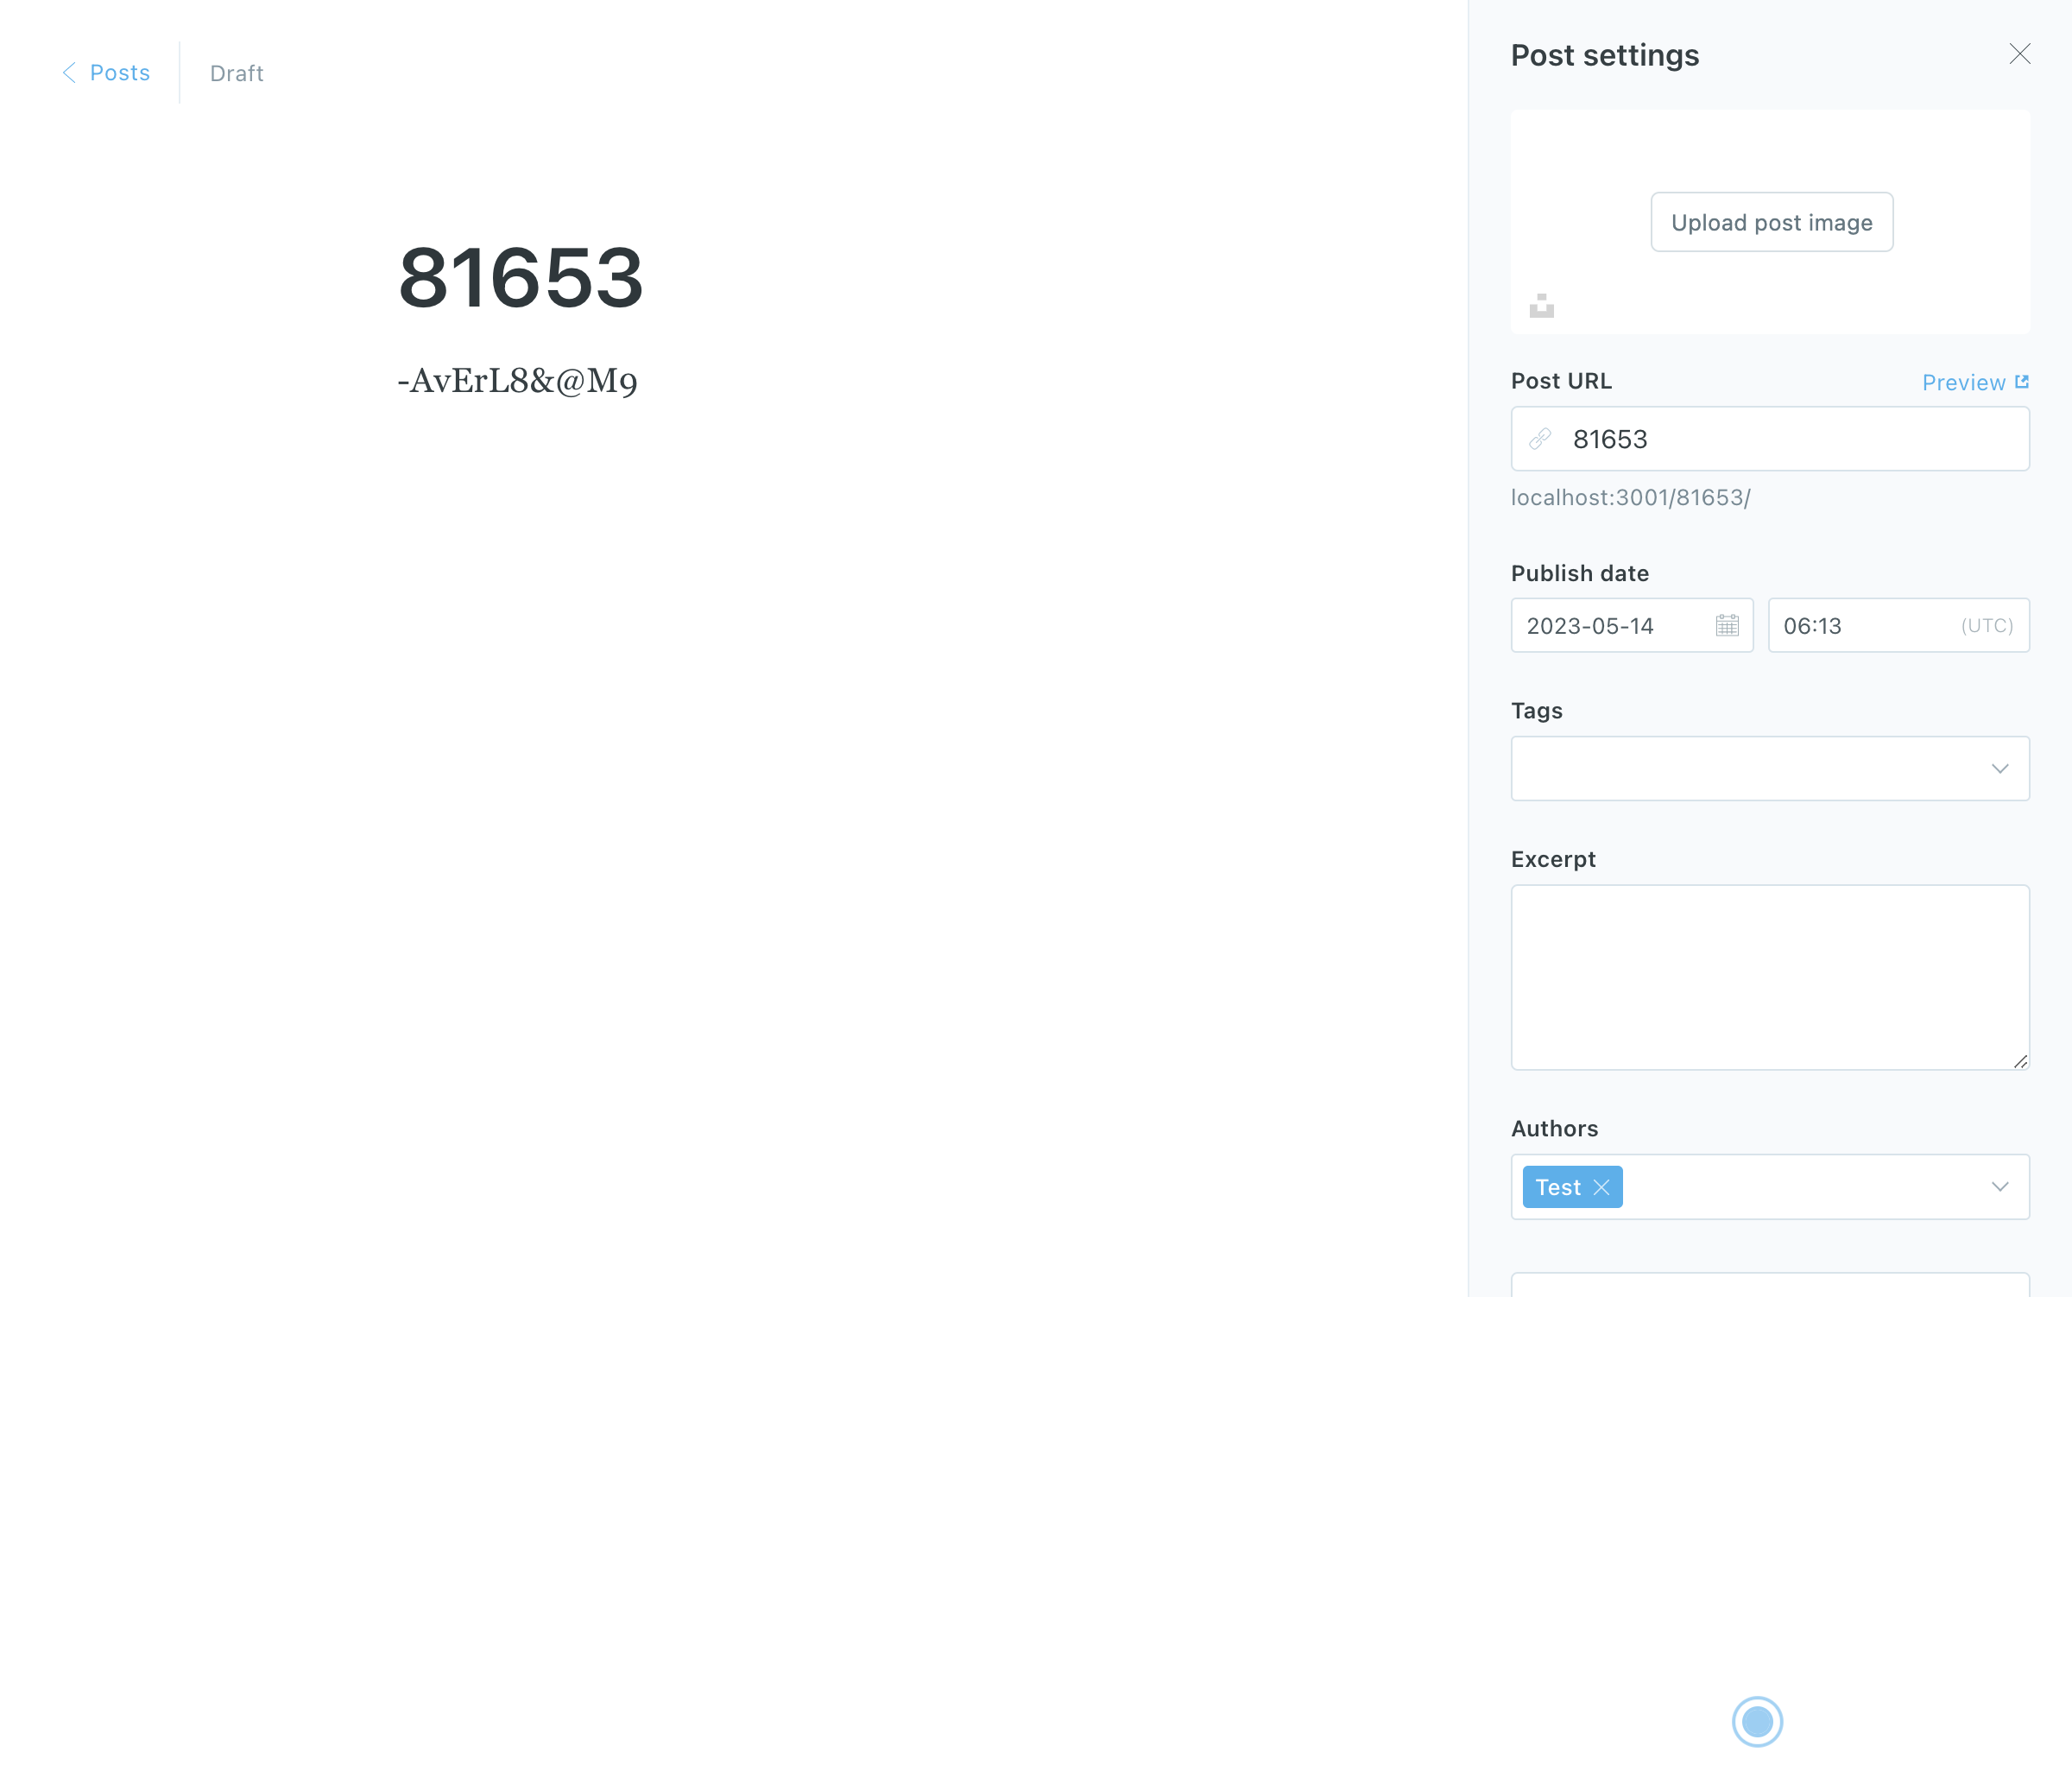 Posts
Draft
81653
-AvErL8&@M9
Post settings
Upload post image
Post URL
Preview
81653
localhost:3001/81653/
Publish date
2023-05-14
06:13
(UTC)
Tags
Excerpt
Authors
Test